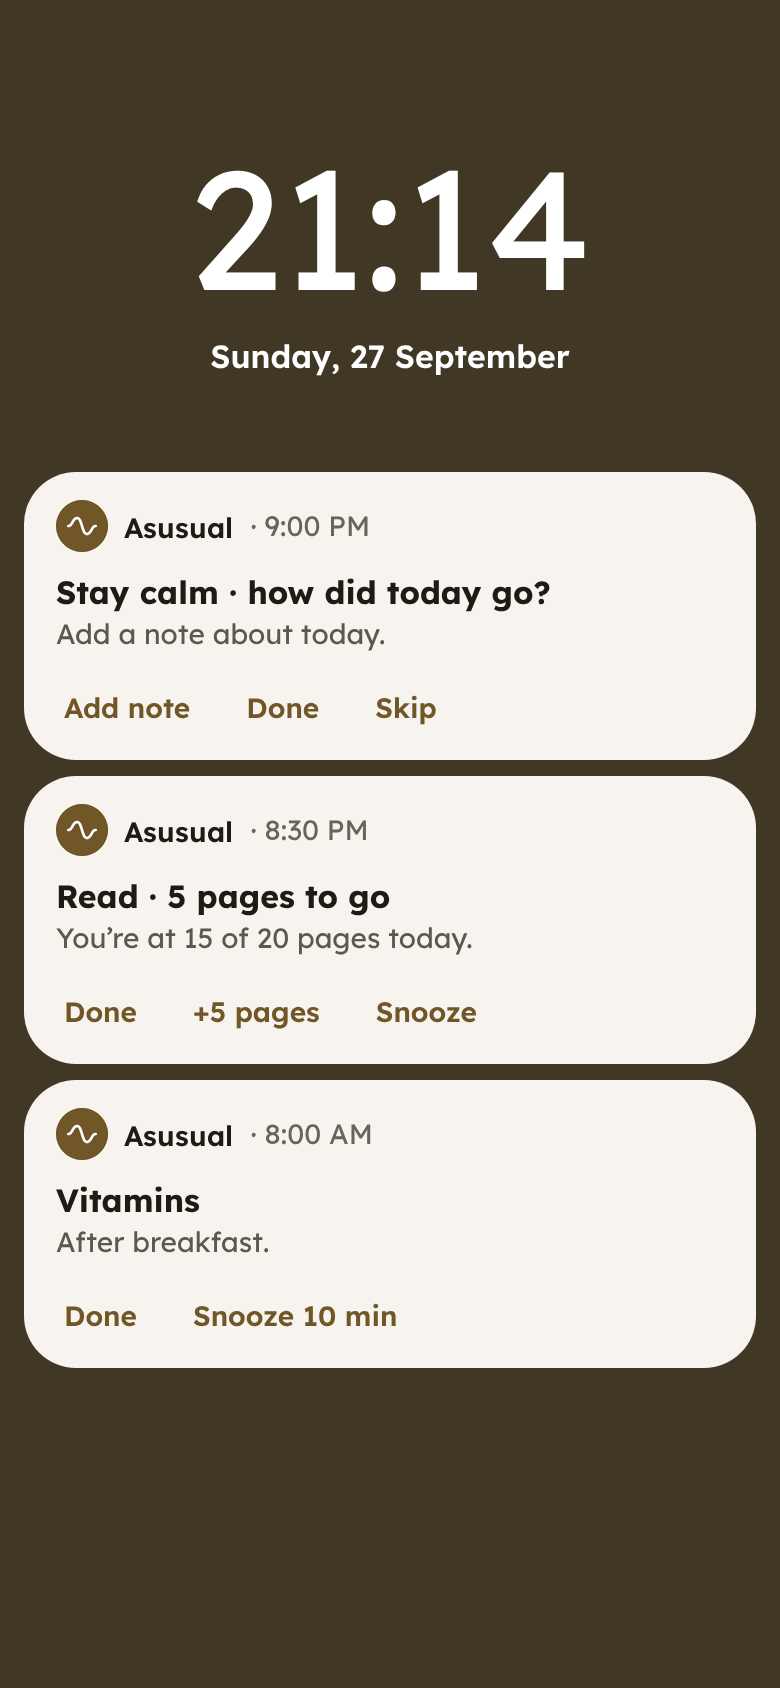 21:14
Sunday, 27 September
Asusual · 9:00 PM
Stay calm · how did today go?
Add a note about today.
Add note Done Skip
Asusual · 8:30 PM
Read · 5 pages to go
You’re at 15 of 20 pages today.
Done +5 pages Snooze
Asusual · 8:00 AM
Vitamins
After breakfast.
Done Snooze 10 min